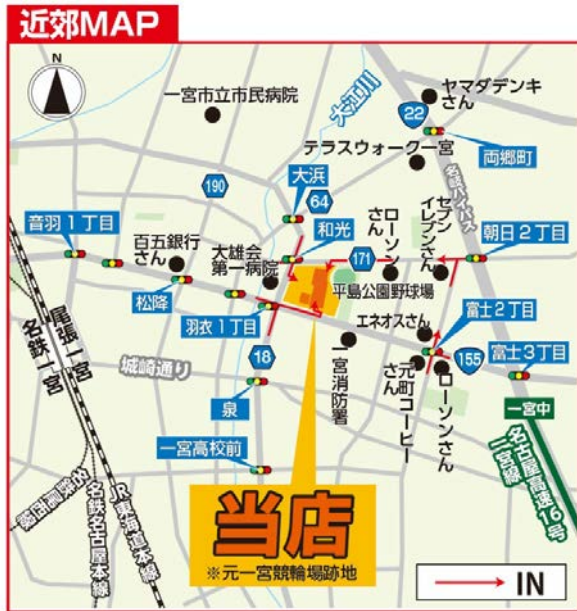 近郊MAP
N
一宮市立市民病院
大江川
ヤマダデンキ
さん
22
テラスウォーク一宮
両郷町
名岐バイパス
190
大浜
64
音羽1丁目
和光
ローソン
さん
セブン
イレブンさん
朝日2丁目
百五銀行
さん
大雄会
第一病院
171
平島公園野球場
松降
羽衣1丁目
エネオスさん
富士2丁目
尾張一宮
名鉄一宮
城崎通り
18
一宮消防署
元町コーヒー
さん
ローソンさん
155
富士3丁目
泉
一宮中
一宮高校前
名古屋高速16号
一宮線
名鉄尾西線
名鉄名古屋本線
JR東海道本線
当店
※元一宮競輪場跡地
IN